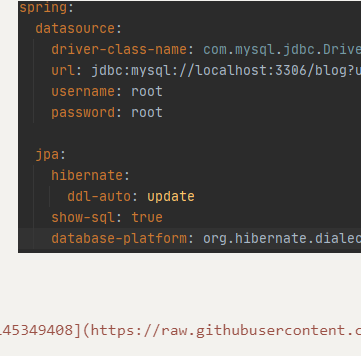 spring:
datasource:
driver-class-name: com.mysql.jdbc.Drive
url: jdbc:mysql://localhost:3306/blog?u
username: root
password: root
jpa:
hibernate:
ddl-auto: update
show-sql: true
database-platform: org.hibernate.dialec
145349408](https://raw.githubusercontent.c